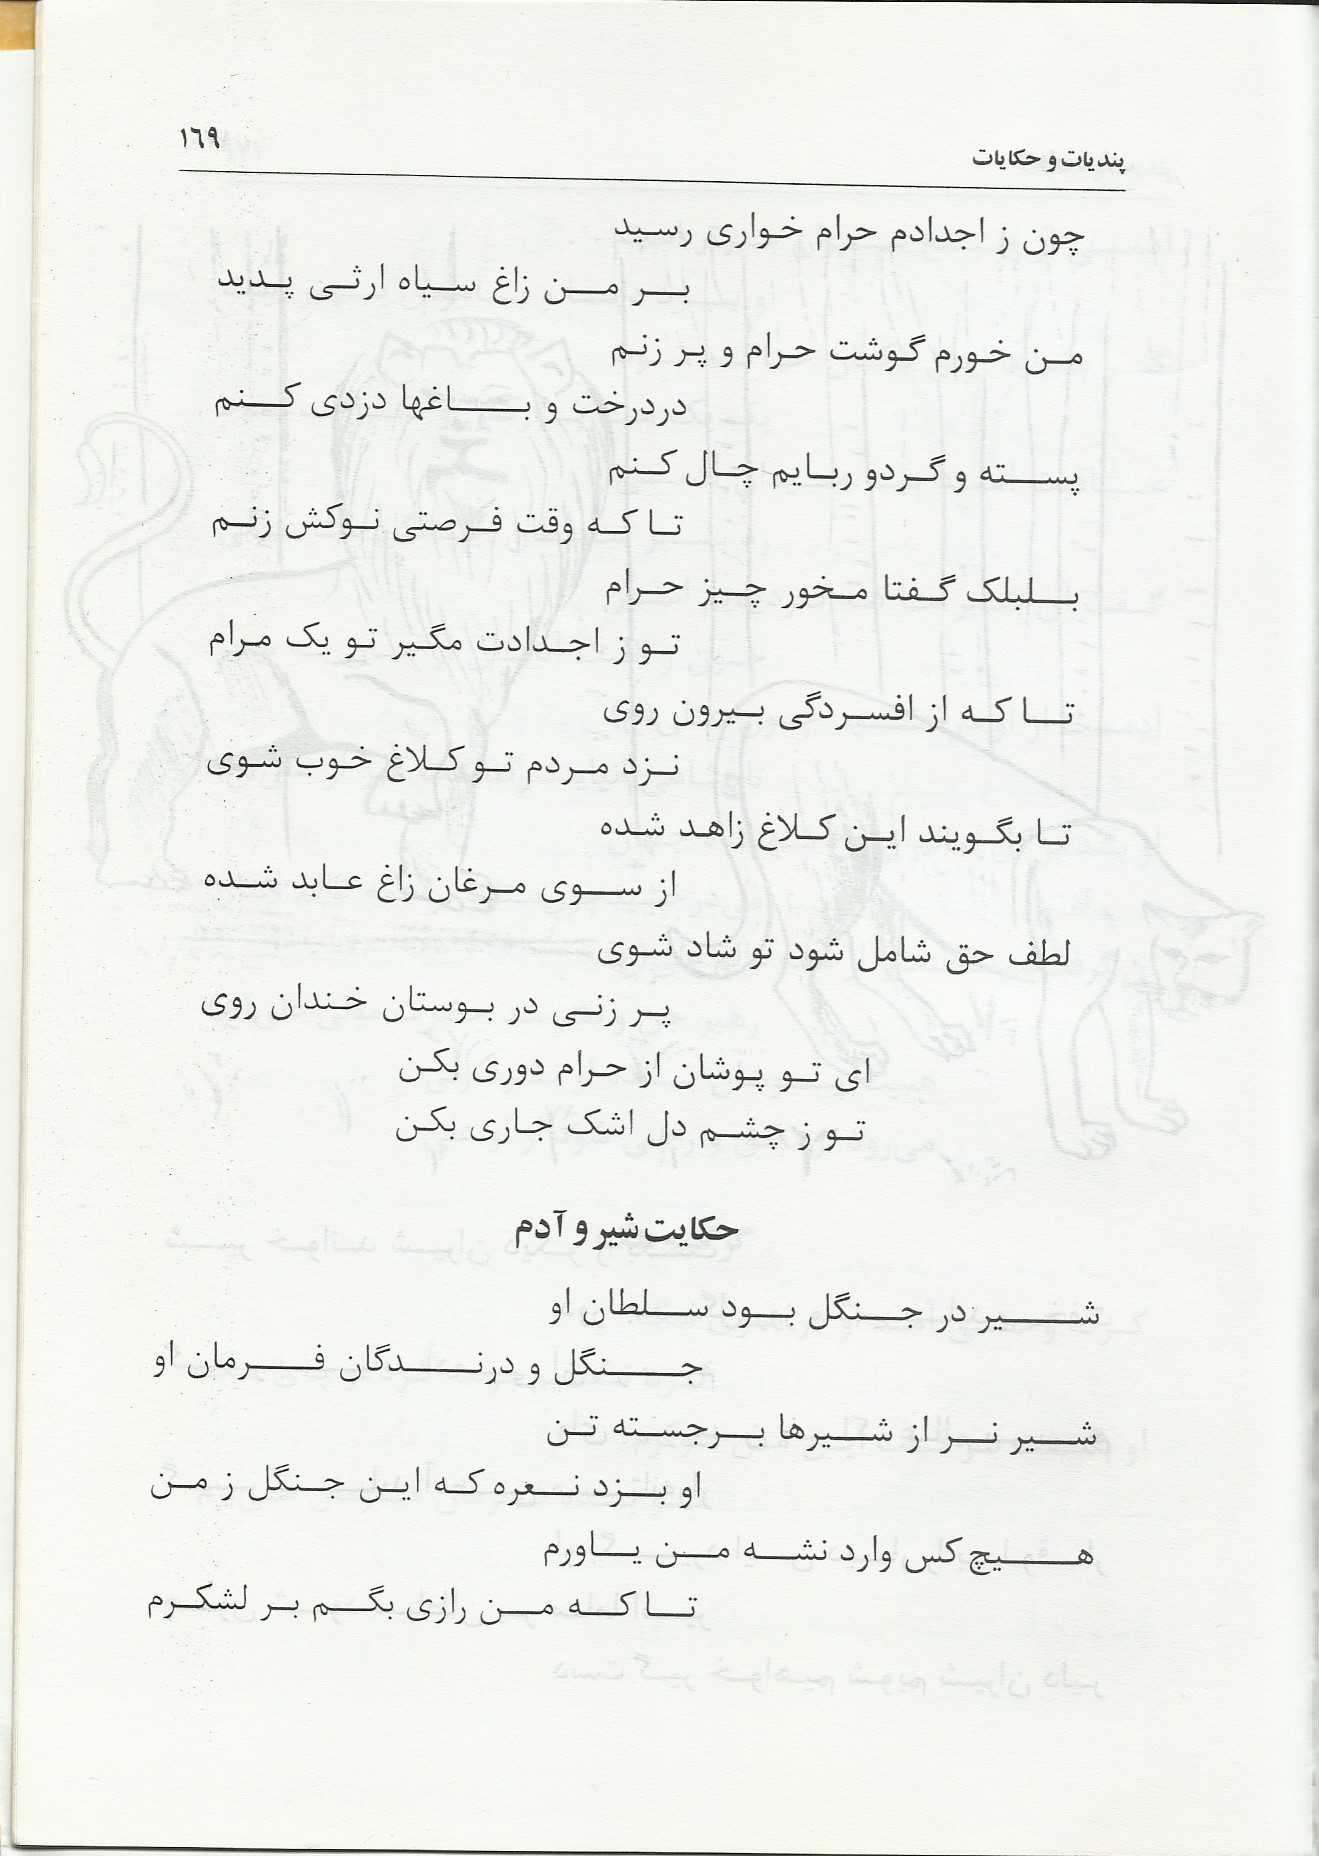 پندیات و حکایات
۱٦۹
چون ز اجدادم حرام خواری رسید
بر من زاغ سیاه ارثی پدید
من خورم گوشت حرام و پر زنم
دردرخت و باغها دزدی کنم
پسته و گردو ربایم چال کنم
تا که وقت فرصتی نوکش زنم
بلبلک گفتا مخور چیز حرام
تو ز اجدادت مگیر تو یک مرام
تا که از افسردگی بیرون روی
نزد مردم تو کلاغ خوب شوی
تا بگویند این کلاغ زاهد شده
از سوی مرغان زاغ عابد شده
لطف حق شامل شود تو شاد شوی
پر زنی در بوستان خندان روی
ای تو پوشان از حرام دوری بکن
تو ز چشم دل اشک جاری بکن
حکایت شیر و آدم
شیر در جنگل بود سلطان او
جنگل و درندگان فرمان او
شیر نر از شیرها برجسته تن
او بزد نعره که این جنگل ز من
هیچ کس وارد نشه من یاورم
تا که من رازی بگم بر لشکرم